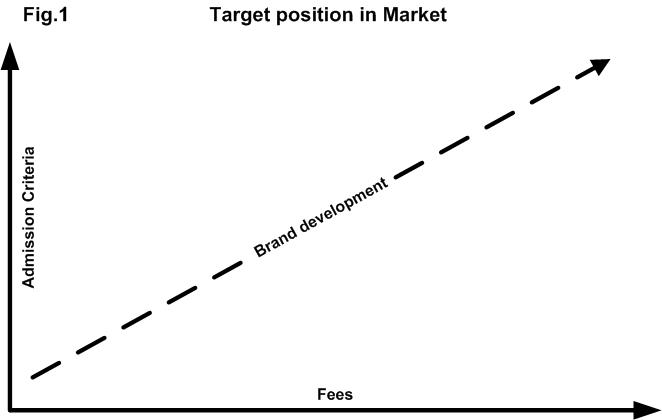 Fig.1
Target position in Market
Admission Criteria
Brand development
Fees